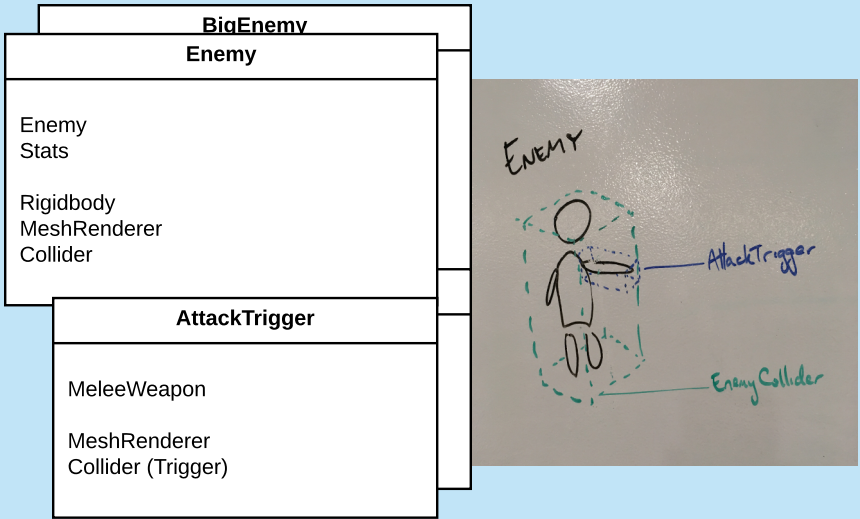 BigEnemy
Enemy
Enemy
Stats
Rigidbody
MeshRenderer
Collider
AttackTrigger
MeleeWeapon
MeshRenderer
Collider (Trigger)
ENEMY
AttackTrigger
EnemyCollider